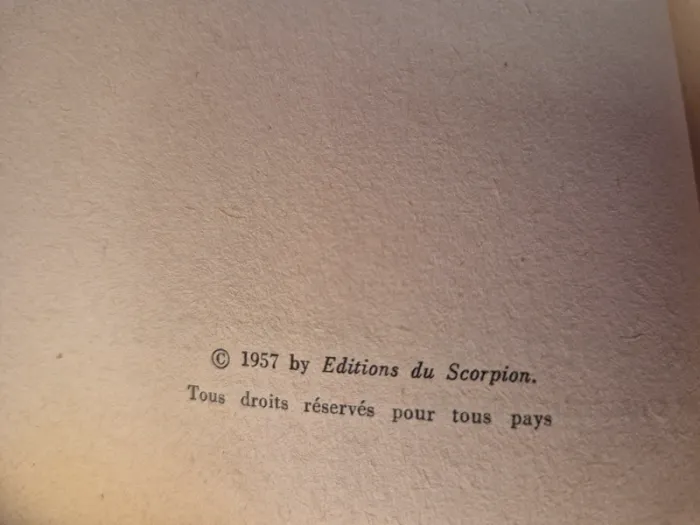 © 1957 by Editions du Scorpion.
Tous droits réservés pour tous pays